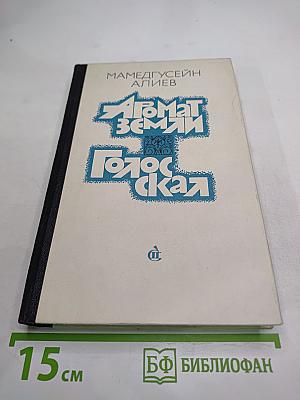 МАМЕДГУСЕЙН
АЛИЕВ
АРОМАТ
ЗЕМЛИ
ГОЛОС
СКАЛ
15 см
БФ БИБЛИОФАН